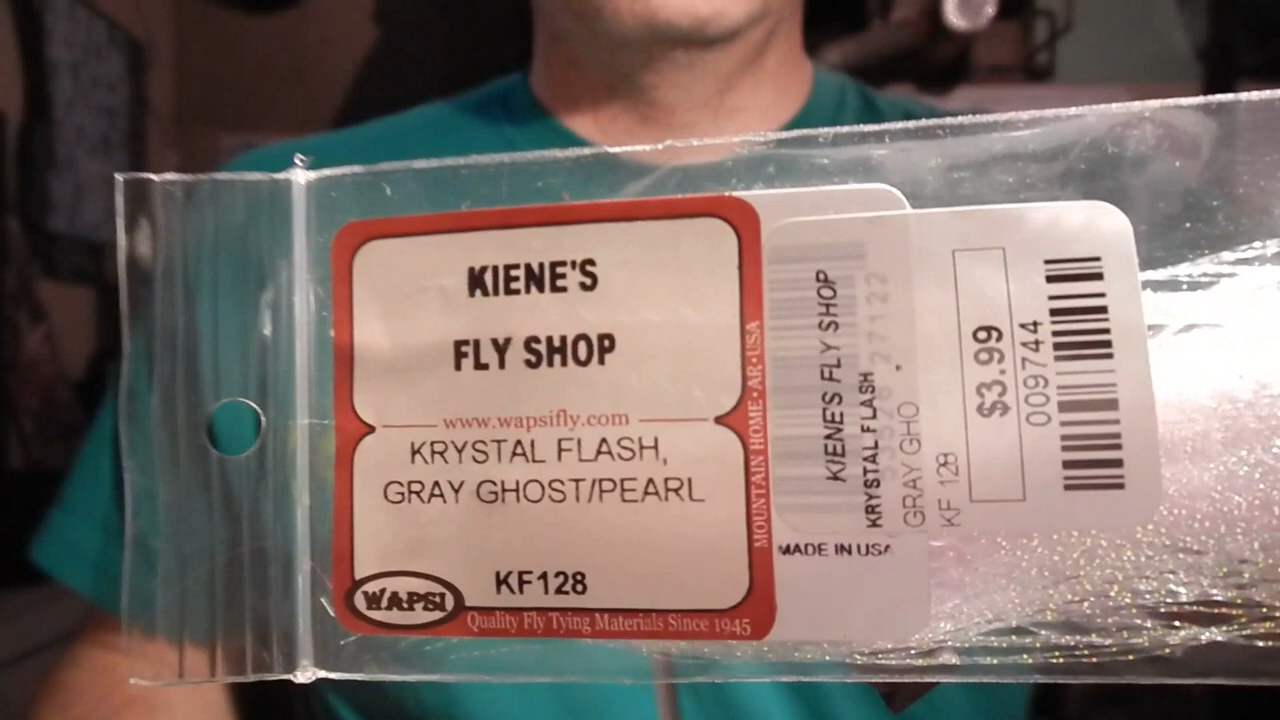 KIENE'S
FLY SHOP
www.wapsifly.com
KRYSTAL FLASH,
GRAY GHOST/PEARL
KF128
WAPSI
Quality Fly Tying Materials Since 1945
MOUNTAIN HOME • AR • USA
MADE IN USA
KIENES FLY SHOP
KRYSTAL FLASH
GRAY GHO
KF 128
$3.99
009744